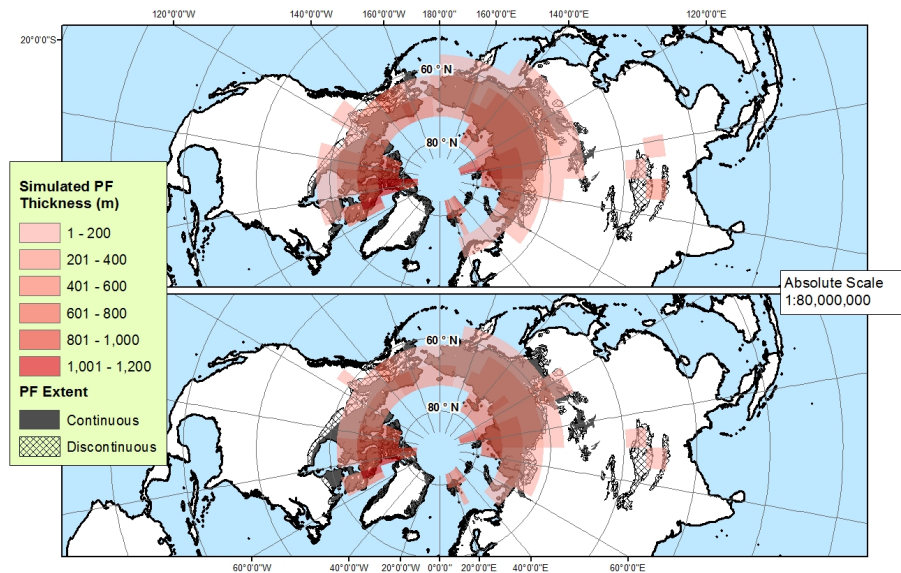 120°0'0"W 140°0'0"W 160°0'0"W 180°0'0" 160°0'0"E 140°0'0"E 120°0'0"E
20°0'0"S
60 ° N
80 ° N
Simulated PF
Thickness (m)
1 - 200
201 - 400
401 - 600
601 - 800
801 - 1,000
1,001 - 1,200
PF Extent
Continuous
Discontinuous
Absolute Scale
1:80,000,000
60 ° N
80 ° N
60°0'0"W 40°0'0"W 20°0'0"W 0°0'0" 20°0'0"E 40°0'0"E 60°0'0"E